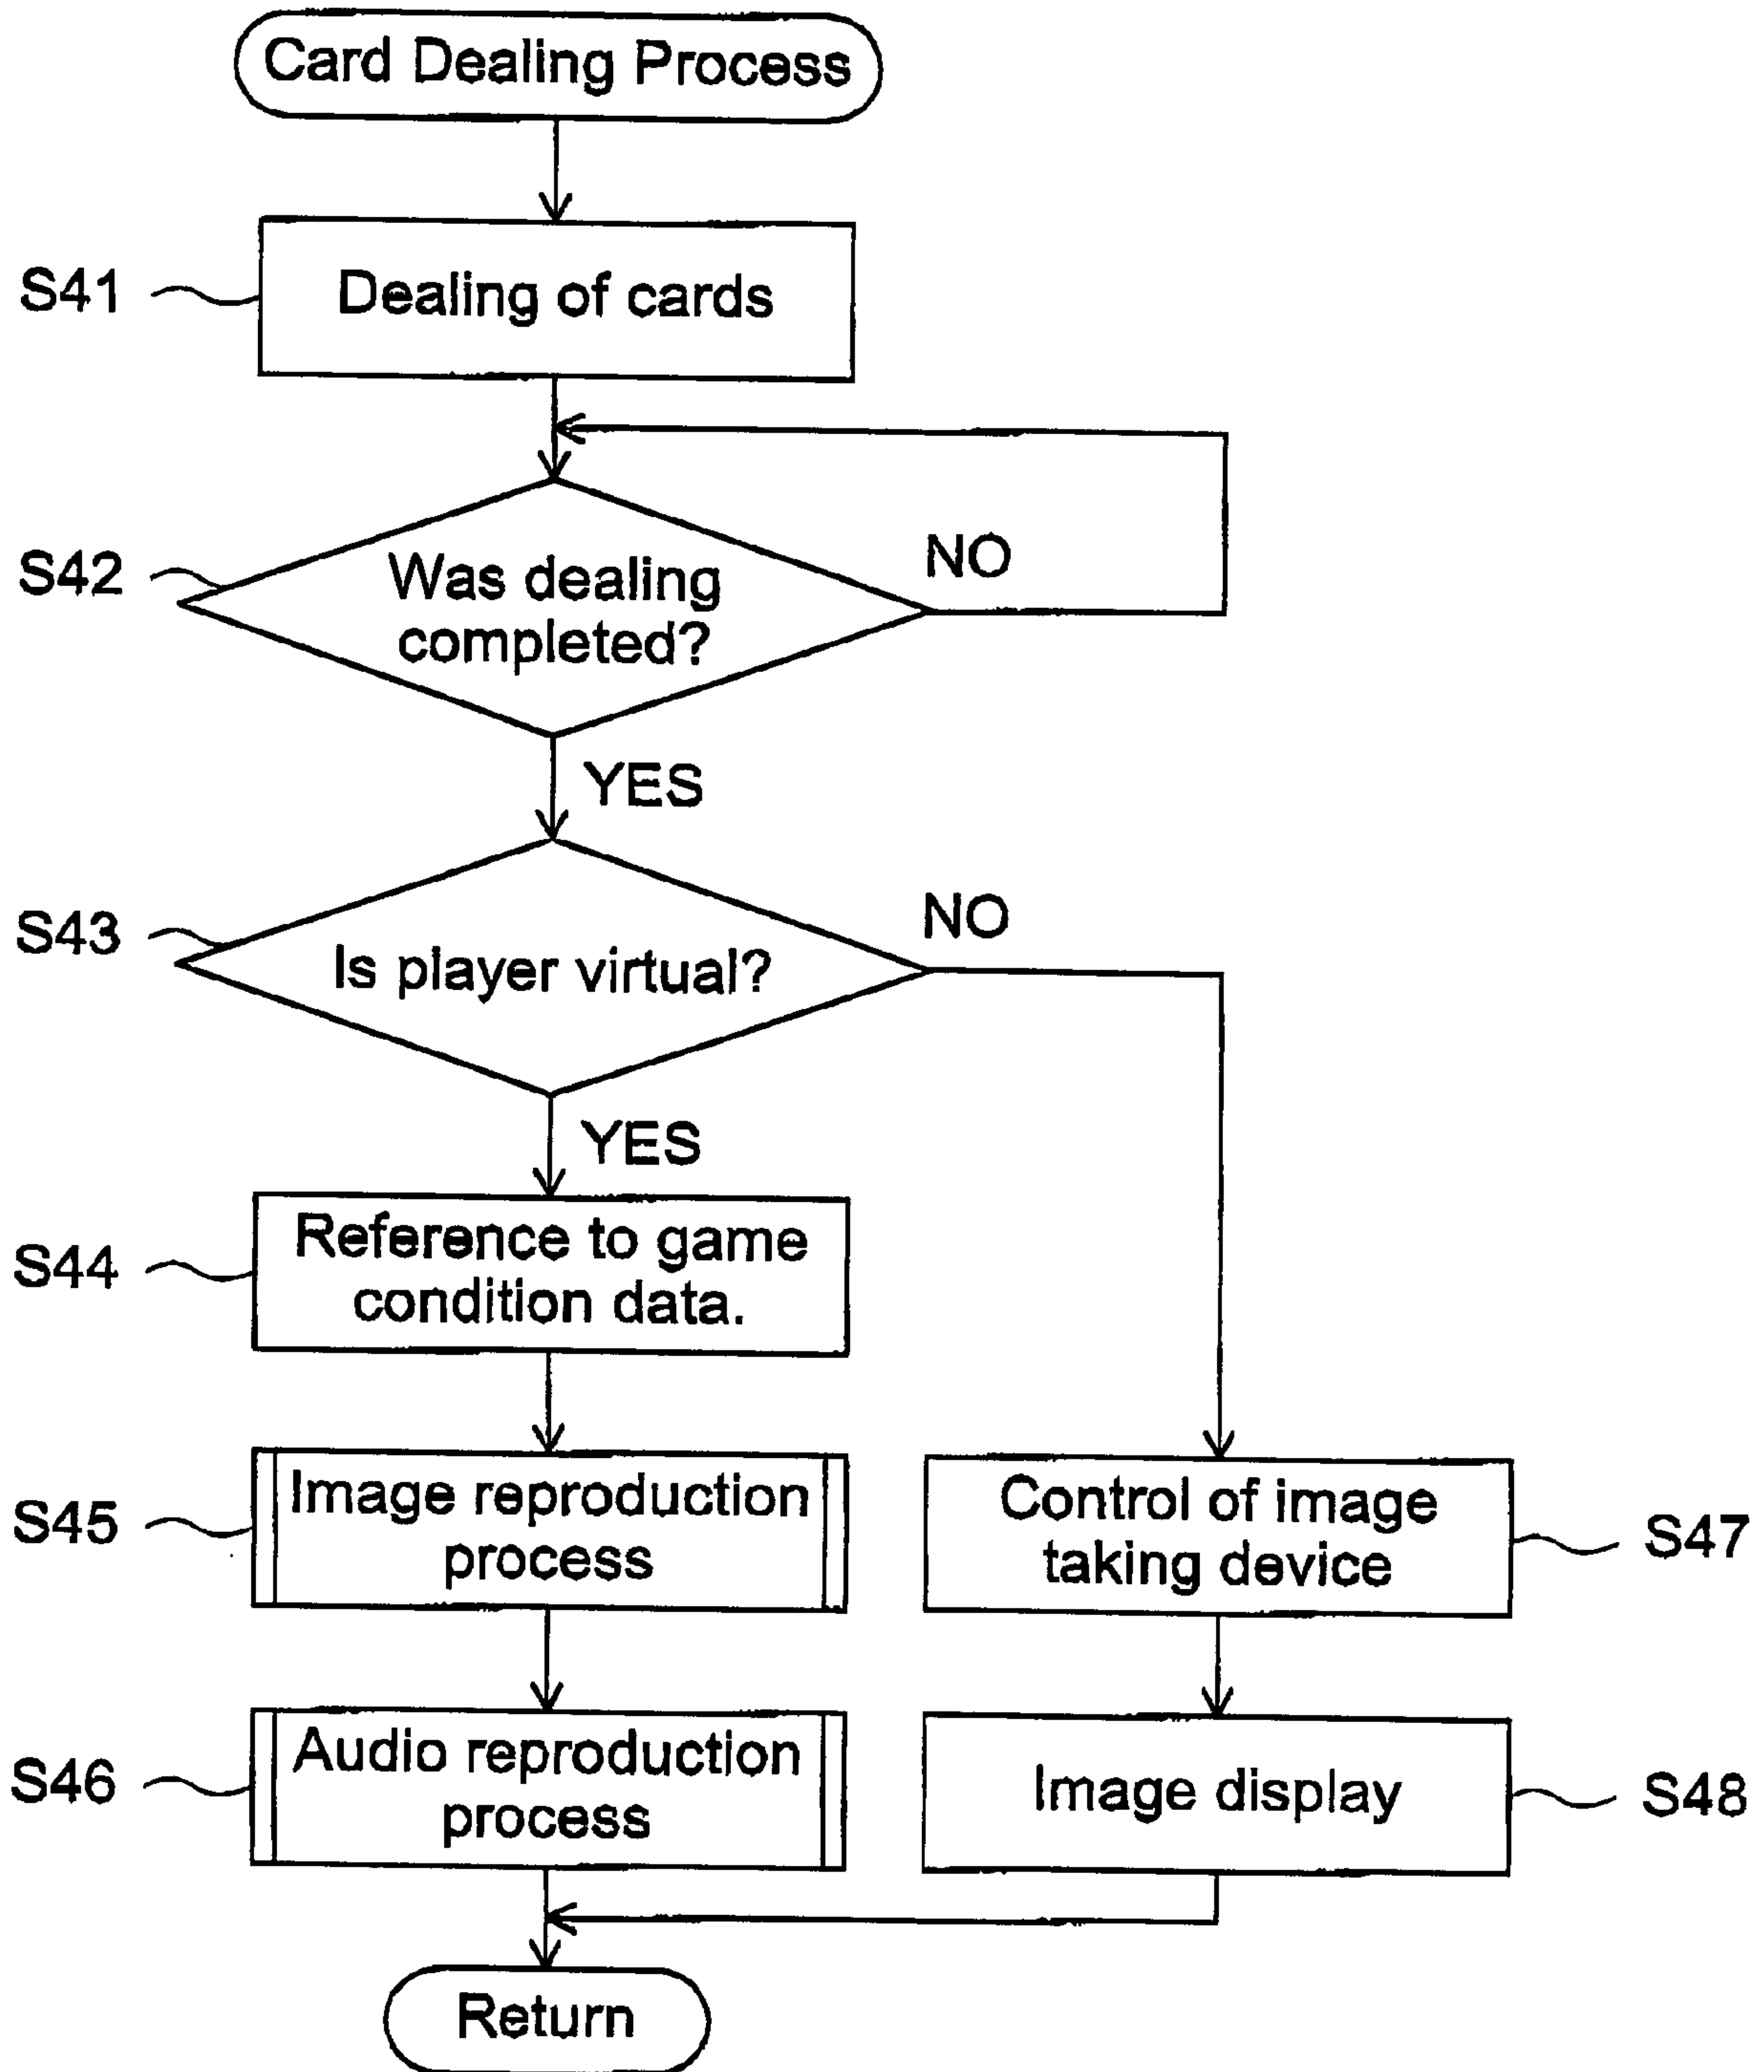 Card Dealing Process
S41
Dealing of cards
S42
Was dealing
completed?
NO
YES
S43
Is player virtual?
NO
YES
S44
Reference to game
condition data.
S45
Image reproduction
process
S47
Control of image
taking device
S46
Audio reproduction
process
S48
Image display
Return